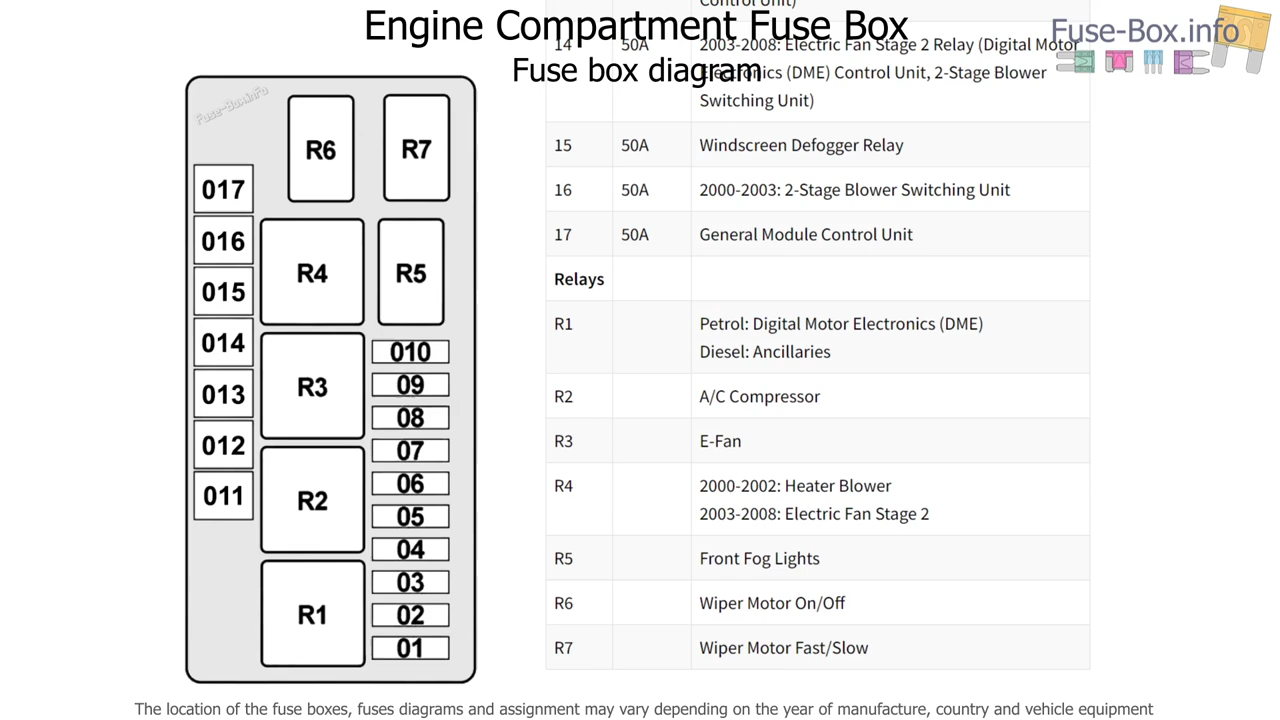 Engine Compartment Fuse Box
Fuse box diagram
Fuse-Box.info
Fuse-Box.info
R6
R7
017
016
015
014
013
012
011
R4
R5
R3
R2
R1
010
09
08
07
06
05
04
03
02
01
Control Unit)
14 50A 2003-2008: Electric Fan Stage 2 Relay (Digital Motor
Electronics (DME) Control Unit, 2-Stage Blower
Switching Unit)
15 50A Windscreen Defogger Relay
16 50A 2000-2003: 2-Stage Blower Switching Unit
17 50A General Module Control Unit
Relays
R1 Petrol: Digital Motor Electronics (DME)
Diesel: Ancillaries
R2 A/C Compressor
R3 E-Fan
R4 2000-2002: Heater Blower
2003-2008: Electric Fan Stage 2
R5 Front Fog Lights
R6 Wiper Motor On/Off
R7 Wiper Motor Fast/Slow
The location of the fuse boxes, fuses diagrams and assignment may vary depending on the year of manufacture, country and vehicle equipment